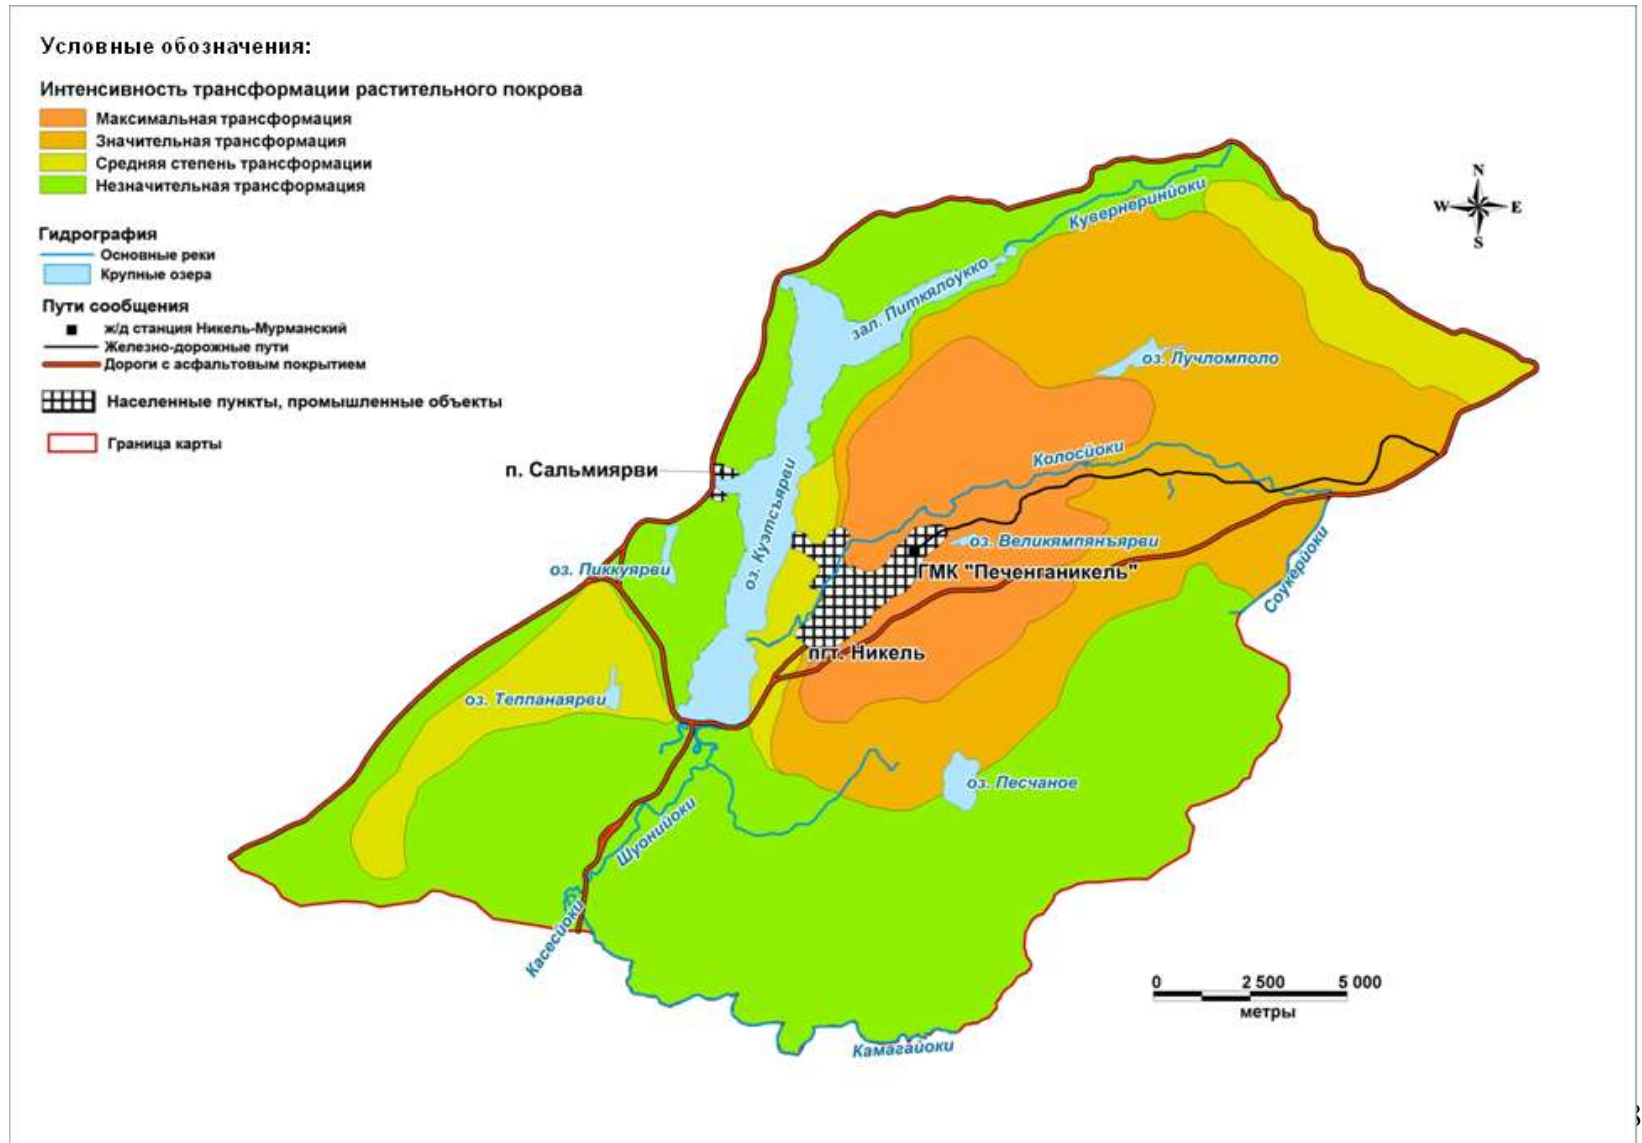 Условные обозначения:
Интенсивность трансформации растительного покрова
Максимальная трансформация
Значительная трансформация
Средняя степень трансформации
Незначительная трансформация
Гидрография
Основные реки
Крупные озера
Пути сообщения
ж/д станция Никель-Мурманский
Железно-дорожные пути
Дороги с асфальтовым покрытием
Населенные пункты, промышленные объекты
Граница карты
N
W E
S
Кувернеринйоки
зал. Питкялоукко
оз. Лучломполо
Колосйоки
п. Сальмиярви
оз. Куэтсъярви
оз. Великямпянъярви
оз. Пиккуярви
ГМК "Печенганикель"
Соукерйоки
пгт. Никель
оз. Теппанаярви
оз. Песчаное
Шуонийоки
Касесйоки
Камагайоки
0 2 500 5 000
метры